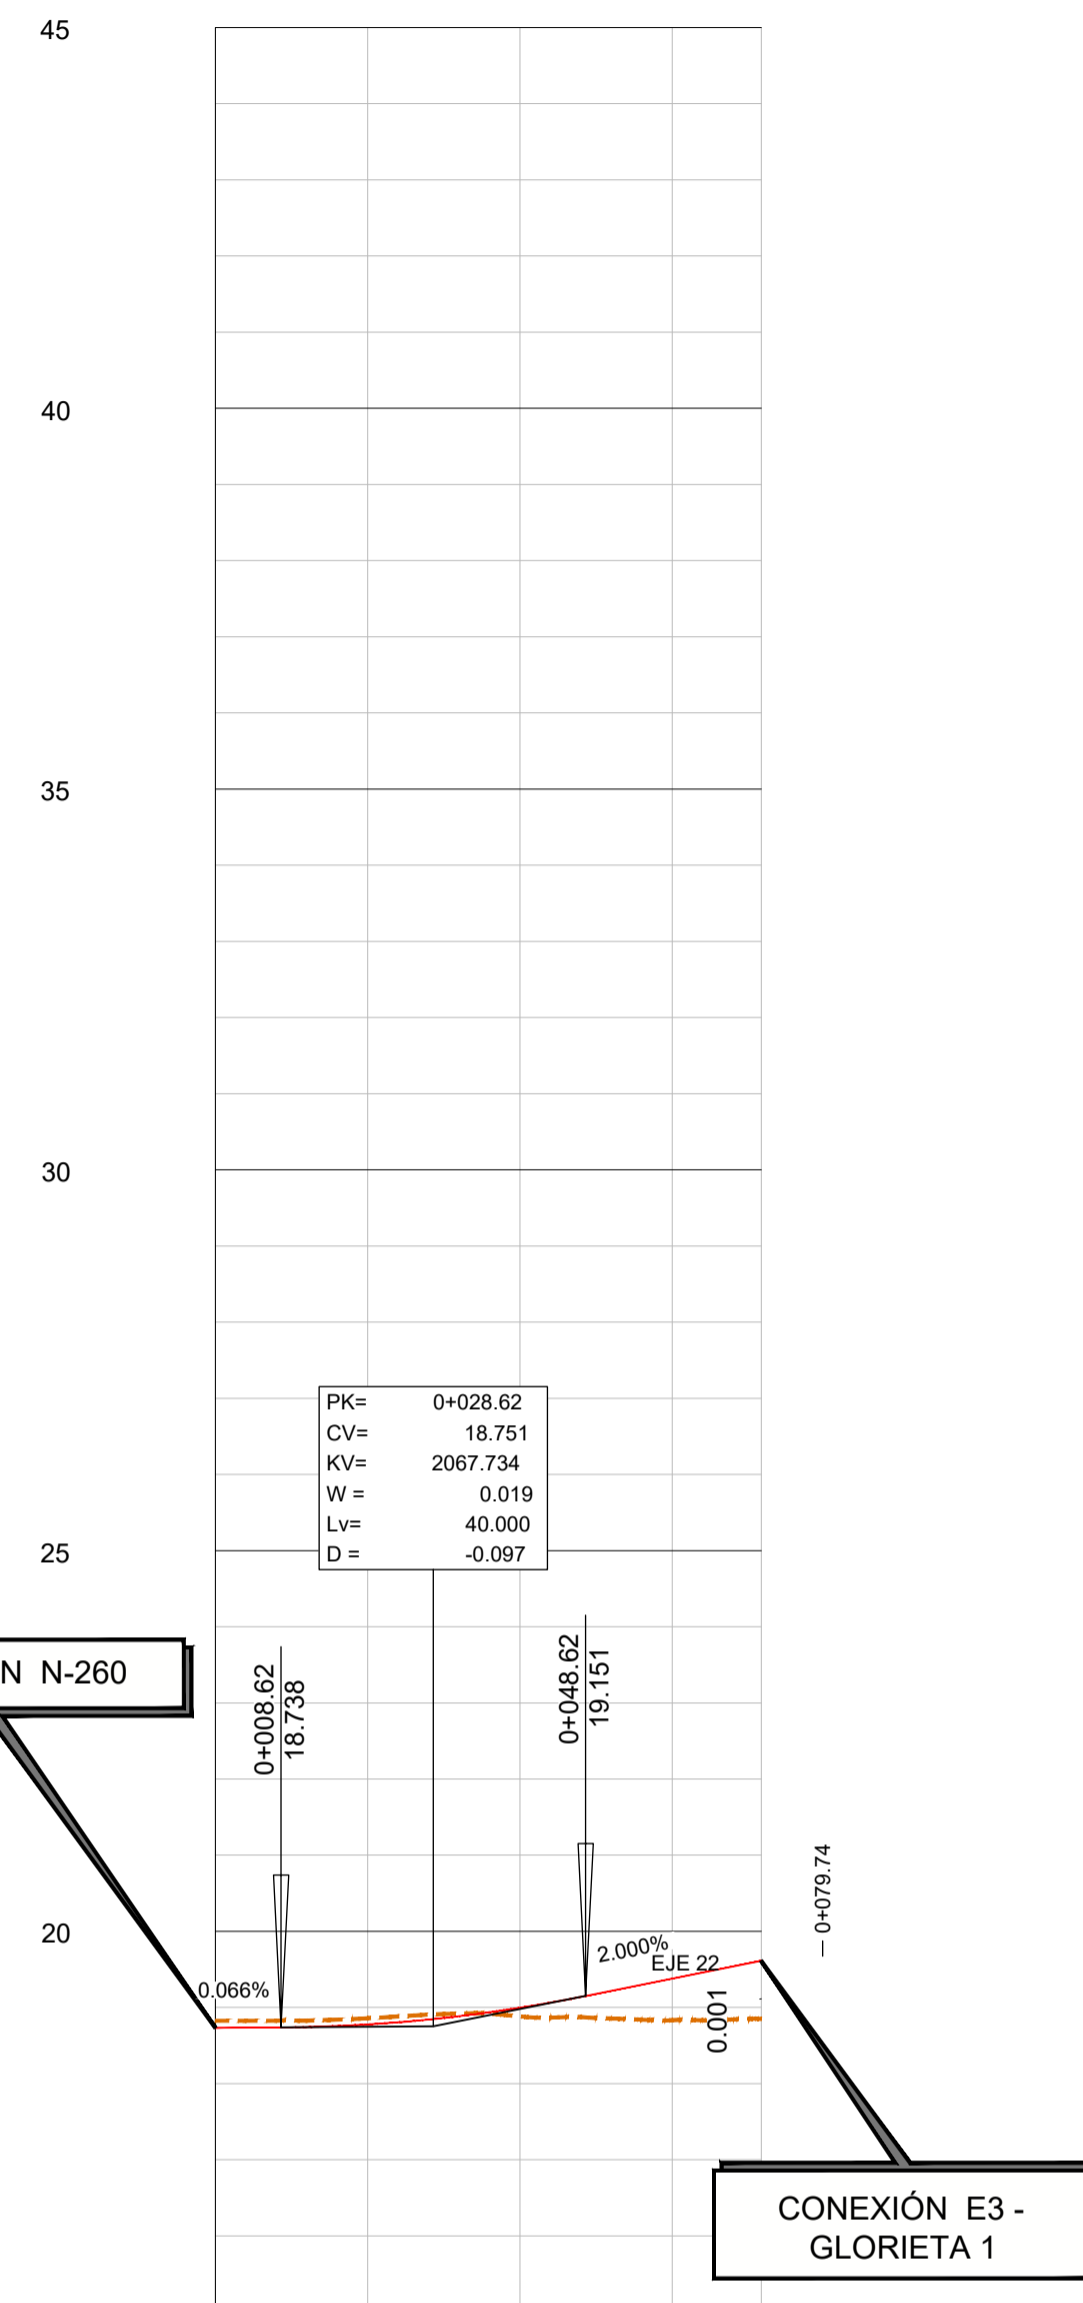 45
40
35
30
PK= 0+028.62
CV= 18.751
KV= 2067.734
W = 0.019
Lv= 40.000
D = -0.097
25
N N-260
0+008.62
18.738
0+048.62
19.151
20
0+079.74
2.000%
EJE 22
0.066%
0.001
CONEXIÓN E3 -
GLORIETA 1